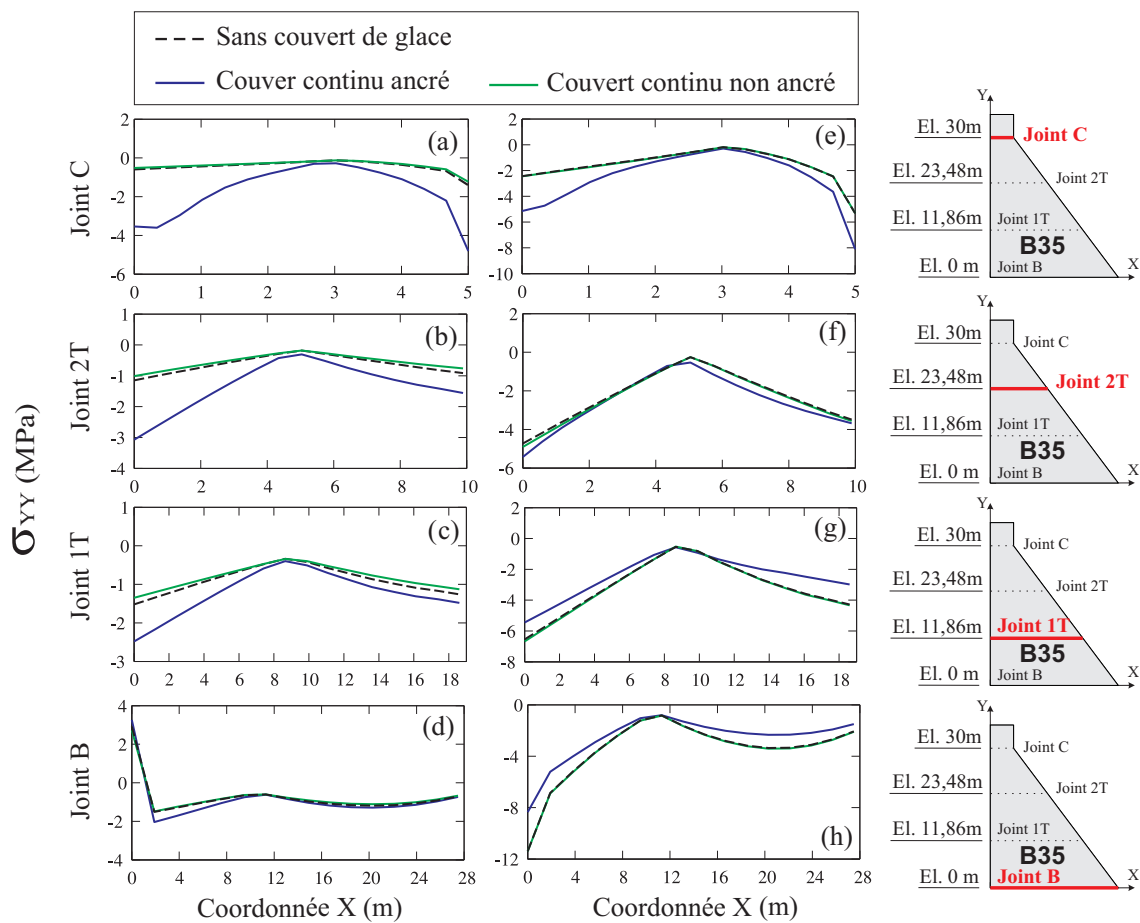 Sans couvert de glace
Couver continu ancré
Couvert continu non ancré
σYY (MPa)
Joint C
2
0
-2
-4
-6
(a)
0 1 2 3 4 5
2
0
-2
-4
-6
-8
-10
(e)
0 1 2 3 4 5
Y
El. 30m
Joint C
El. 23,48m
Joint 2T
El. 11,86m
Joint 1T
B35
El. 0 m
Joint B
X
Joint 2T
1
0
-1
-2
-3
-4
(b)
0 2 4 6 8 10
2
0
-2
-4
-6
(f)
0 2 4 6 8 10
Y
El. 30m
Joint C
El. 23,48m
Joint 2T
El. 11,86m
Joint 1T
B35
El. 0 m
Joint B
X
Joint 1T
1
0
-1
-2
-3
(c)
0 2 4 6 8 10 12 14 16 18
2
0
-2
-4
-6
-8
(g)
0 2 4 6 8 10 12 14 16 18
Y
El. 30m
Joint C
El. 23,48m
Joint 2T
El. 11,86m
Joint 1T
B35
El. 0 m
Joint B
X
Joint B
4
2
0
-2
-4
(d)
0 4 8 12 16 20 24 28
0
-4
-8
-12
(h)
0 4 8 12 16 20 24 28
Y
El. 30m
Joint C
El. 23,48m
Joint 2T
El. 11,86m
Joint 1T
B35
El. 0 m
Joint B
X
Coordonnée X (m)
Coordonnée X (m)